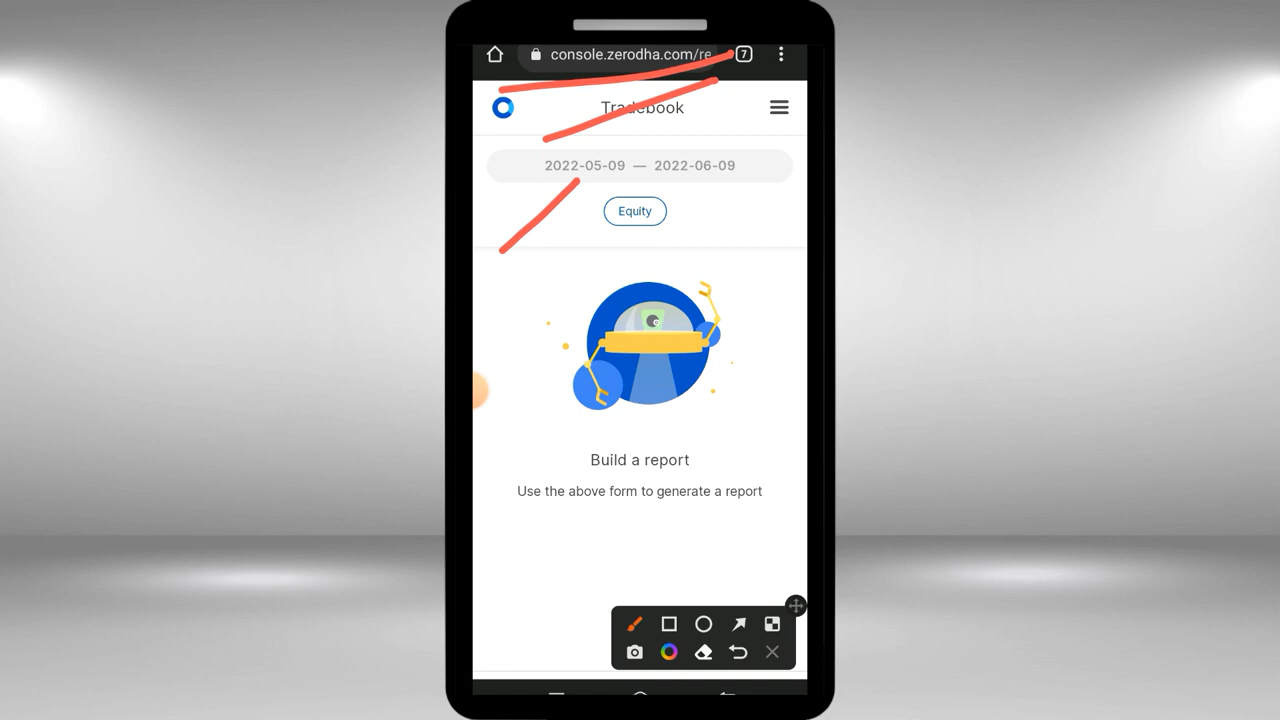 console.zerodha.com/re
7
Tradebook
2022-05-09 — 2022-06-09
Equity
Build a report
Use the above form to generate a report